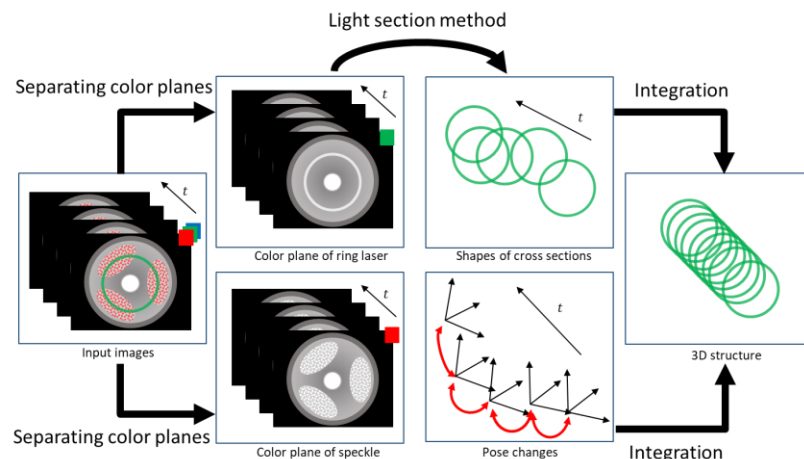 Light section method
Separating color planes
Integration
t
t
t
Color plane of ring laser
Shapes of cross sections
t
t
Input images
3D structure
Separating color planes
Color plane of speckle
Pose changes
Integration